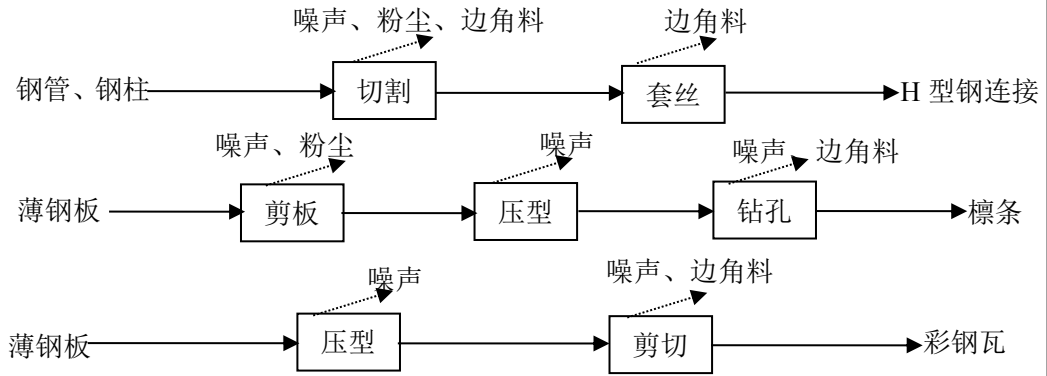 噪声、粉尘、边角料
边角料
钢管、钢柱
切割
套丝
H 型钢连接
噪声、粉尘
噪声
噪声
边角料
薄钢板
剪板
压型
钻孔
檩条
噪声
噪声、边角料
薄钢板
压型
剪切
彩钢瓦